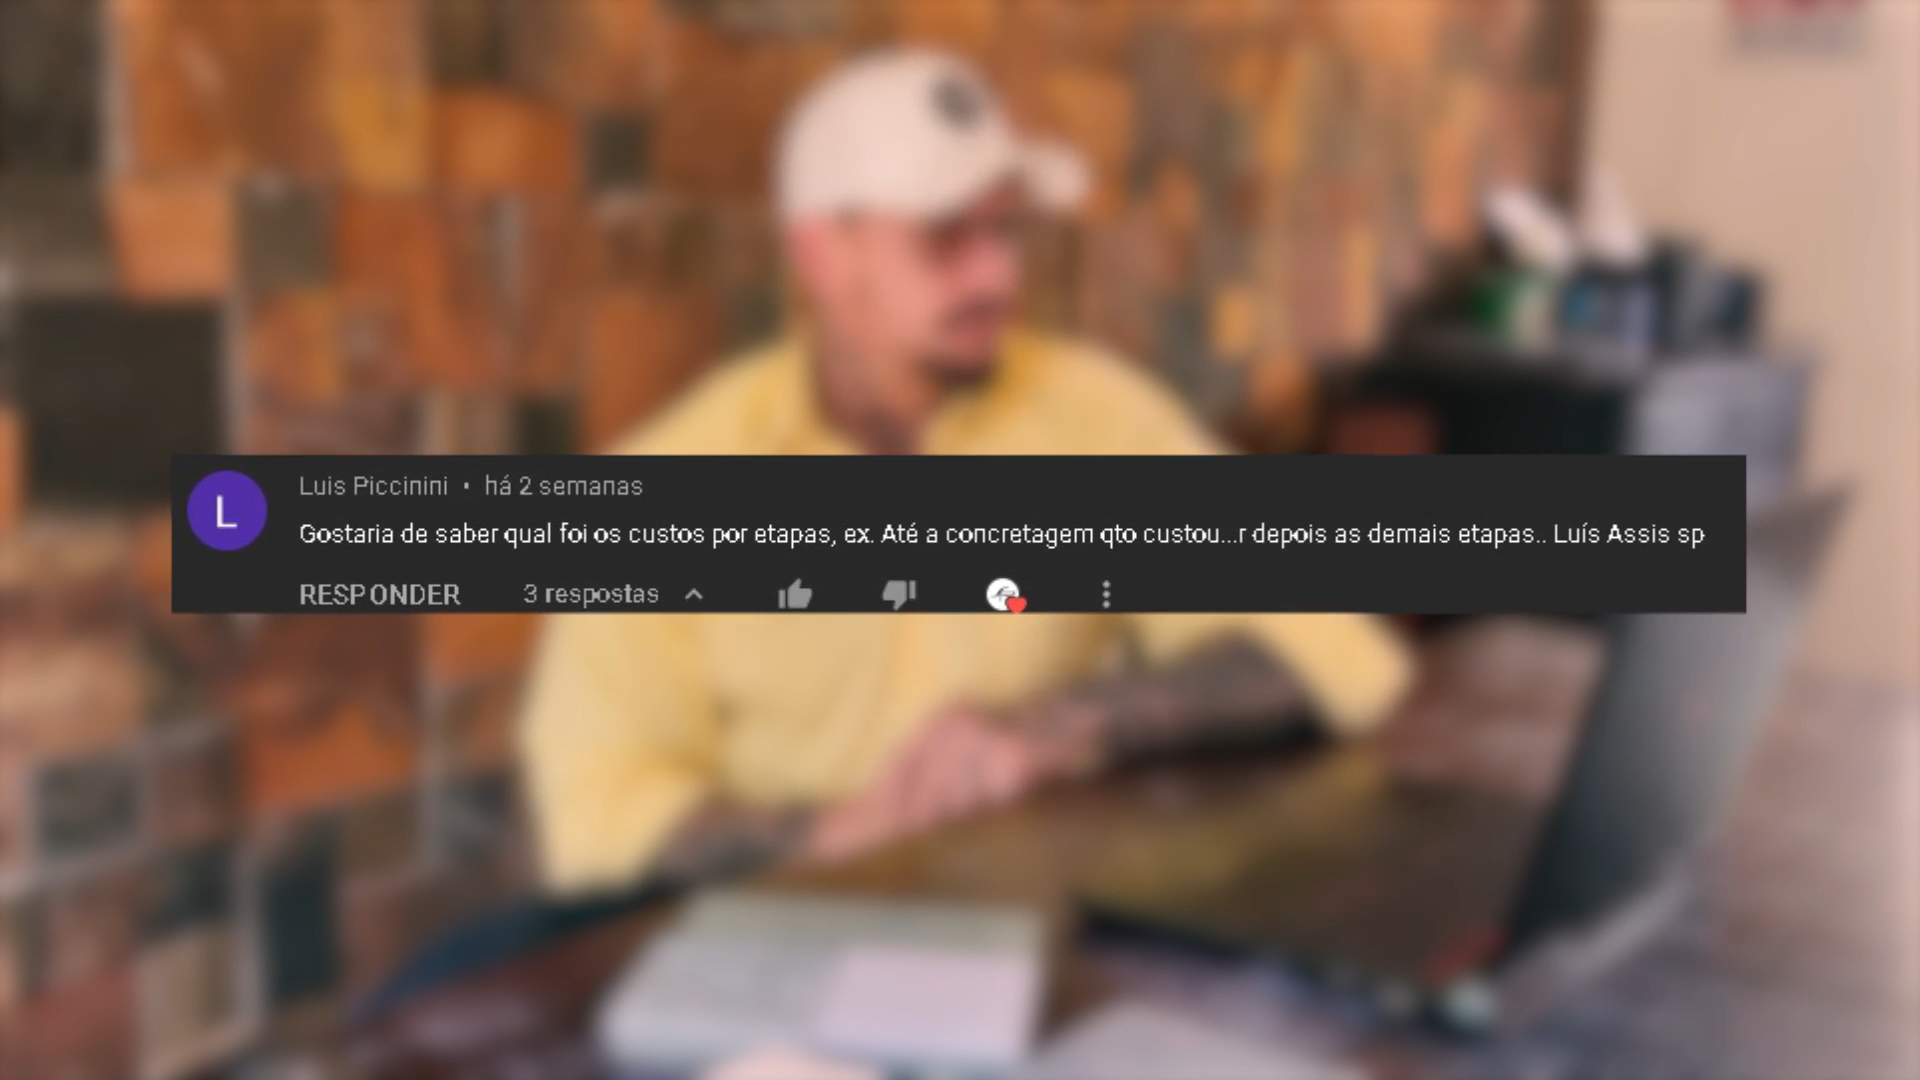 Luis Piccinini • há 2 semanas
Gostaria de saber qual foi os custos por etapas, ex. Até a concretagem qto custou...r depois as demais etapas.. Luís Assis sp
RESPONDER 3 respostas
L